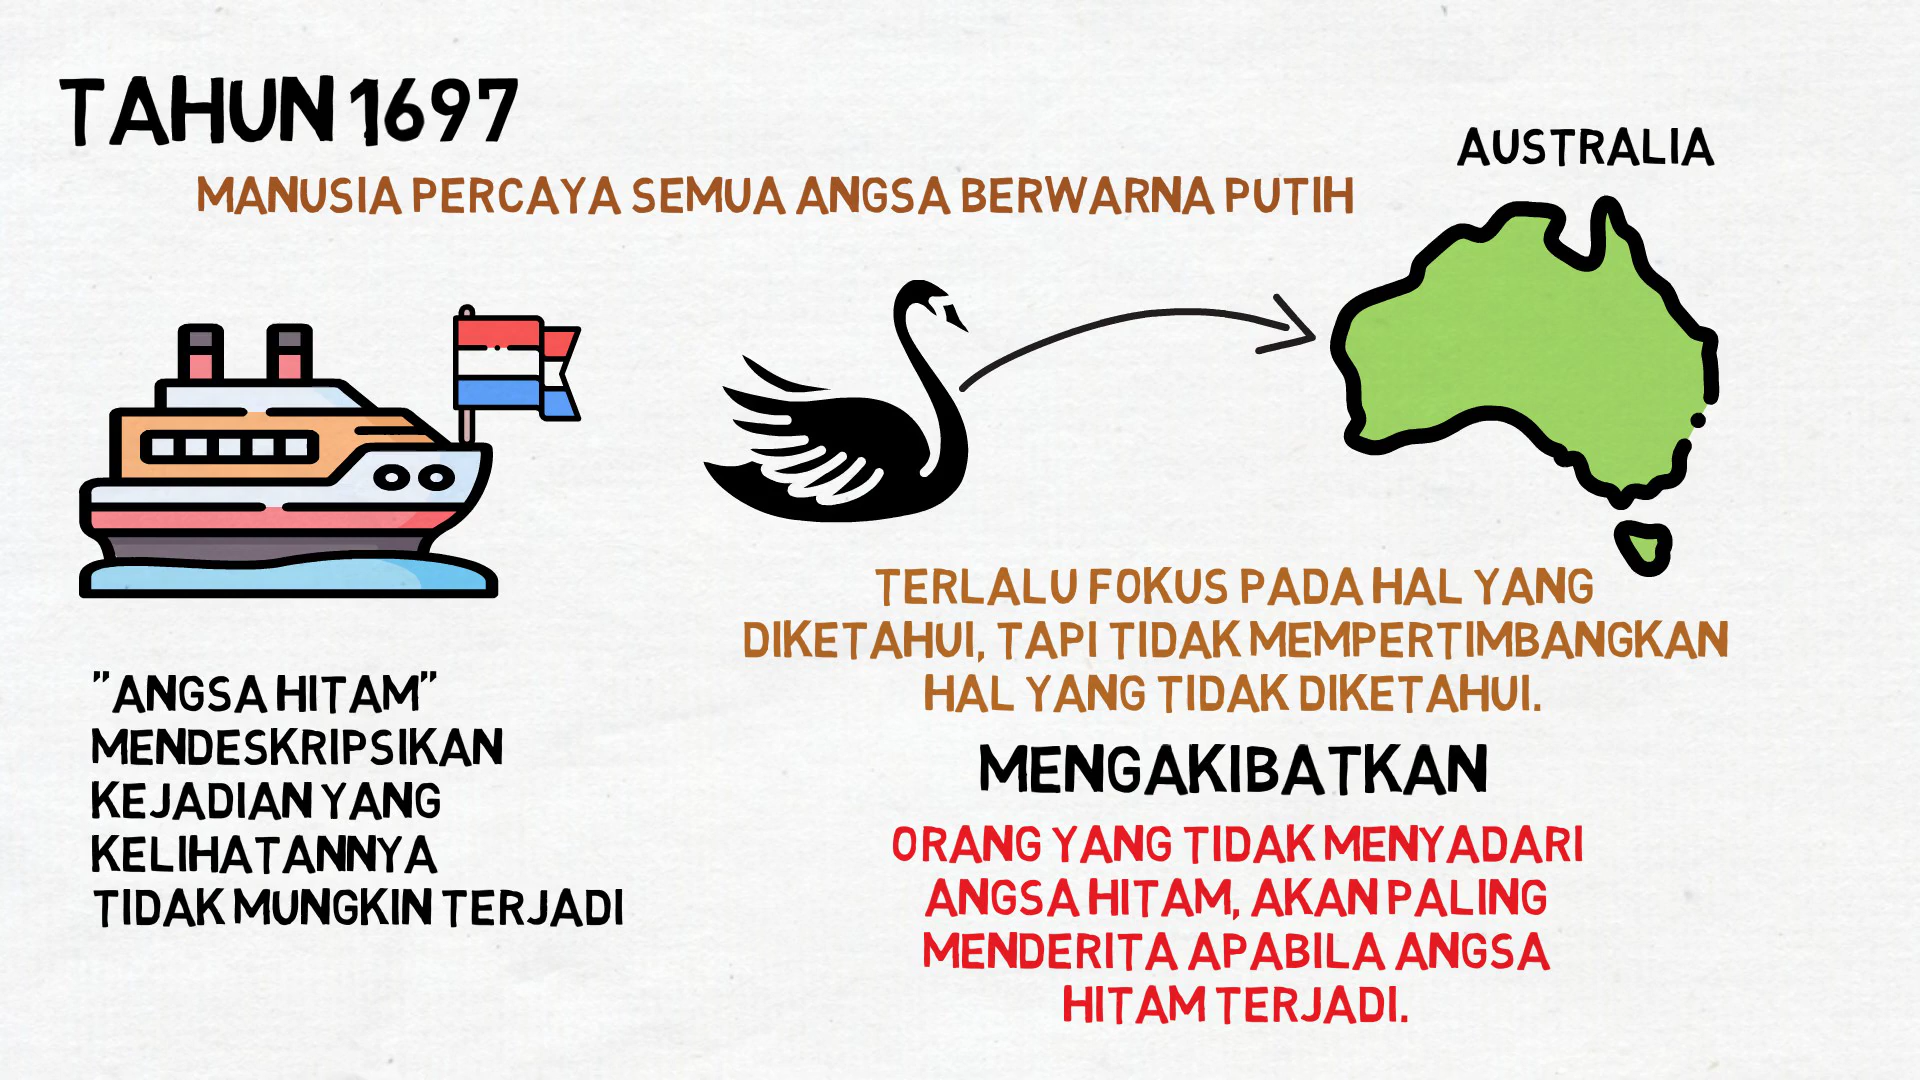 TAHUN 1697
MANUSIA PERCAYA SEMUA ANGSA BERWARNA PUTIH
AUSTRALIA
"ANGSA HITAM"
MENDESKRIPSIKAN
KEJADIAN YANG
KELIHATANNYA
TIDAK MUNGKIN TERJADI
TERLALU FOKUS PADA HAL YANG
DIKETAHUI, TAPI TIDAK MEMPERTIMBANGKAN
HAL YANG TIDAK DIKETAHUI.
MENGAKIBATKAN
ORANG YANG TIDAK MENYADARI
ANGSA HITAM, AKAN PALING
MENDERITA APABILA ANGSA
HITAM TERJADI.